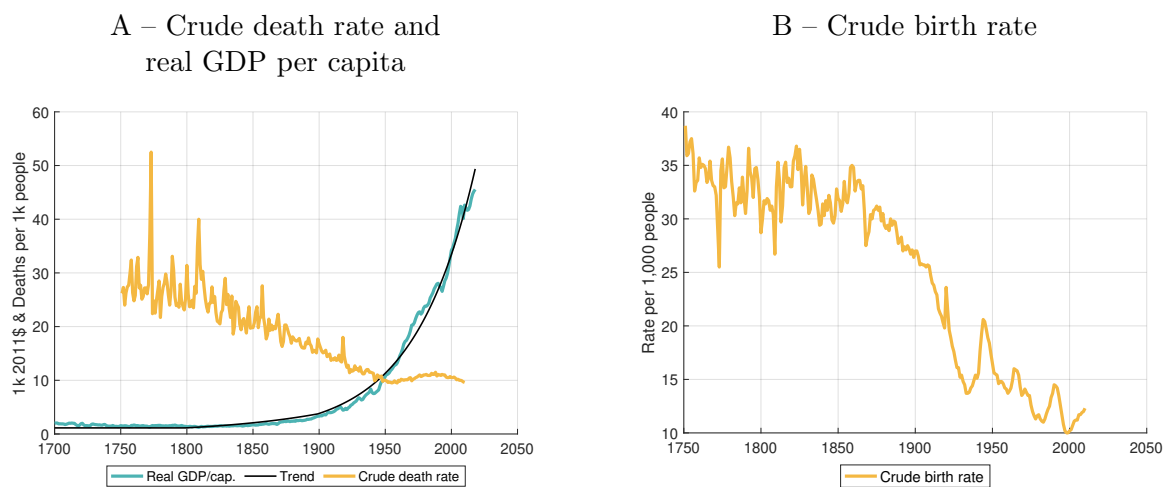 A – Crude death rate and
real GDP per capita
1k 2011$ & Deaths per 1k people
60
50
40
30
20
10
0
1700 1750 1800 1850 1900 1950 2000 2050
Real GDP/cap. Trend Crude death rate
B – Crude birth rate
Rate per 1,000 people
40
35
30
25
20
15
10
1750 1800 1850 1900 1950 2000 2050
Crude birth rate